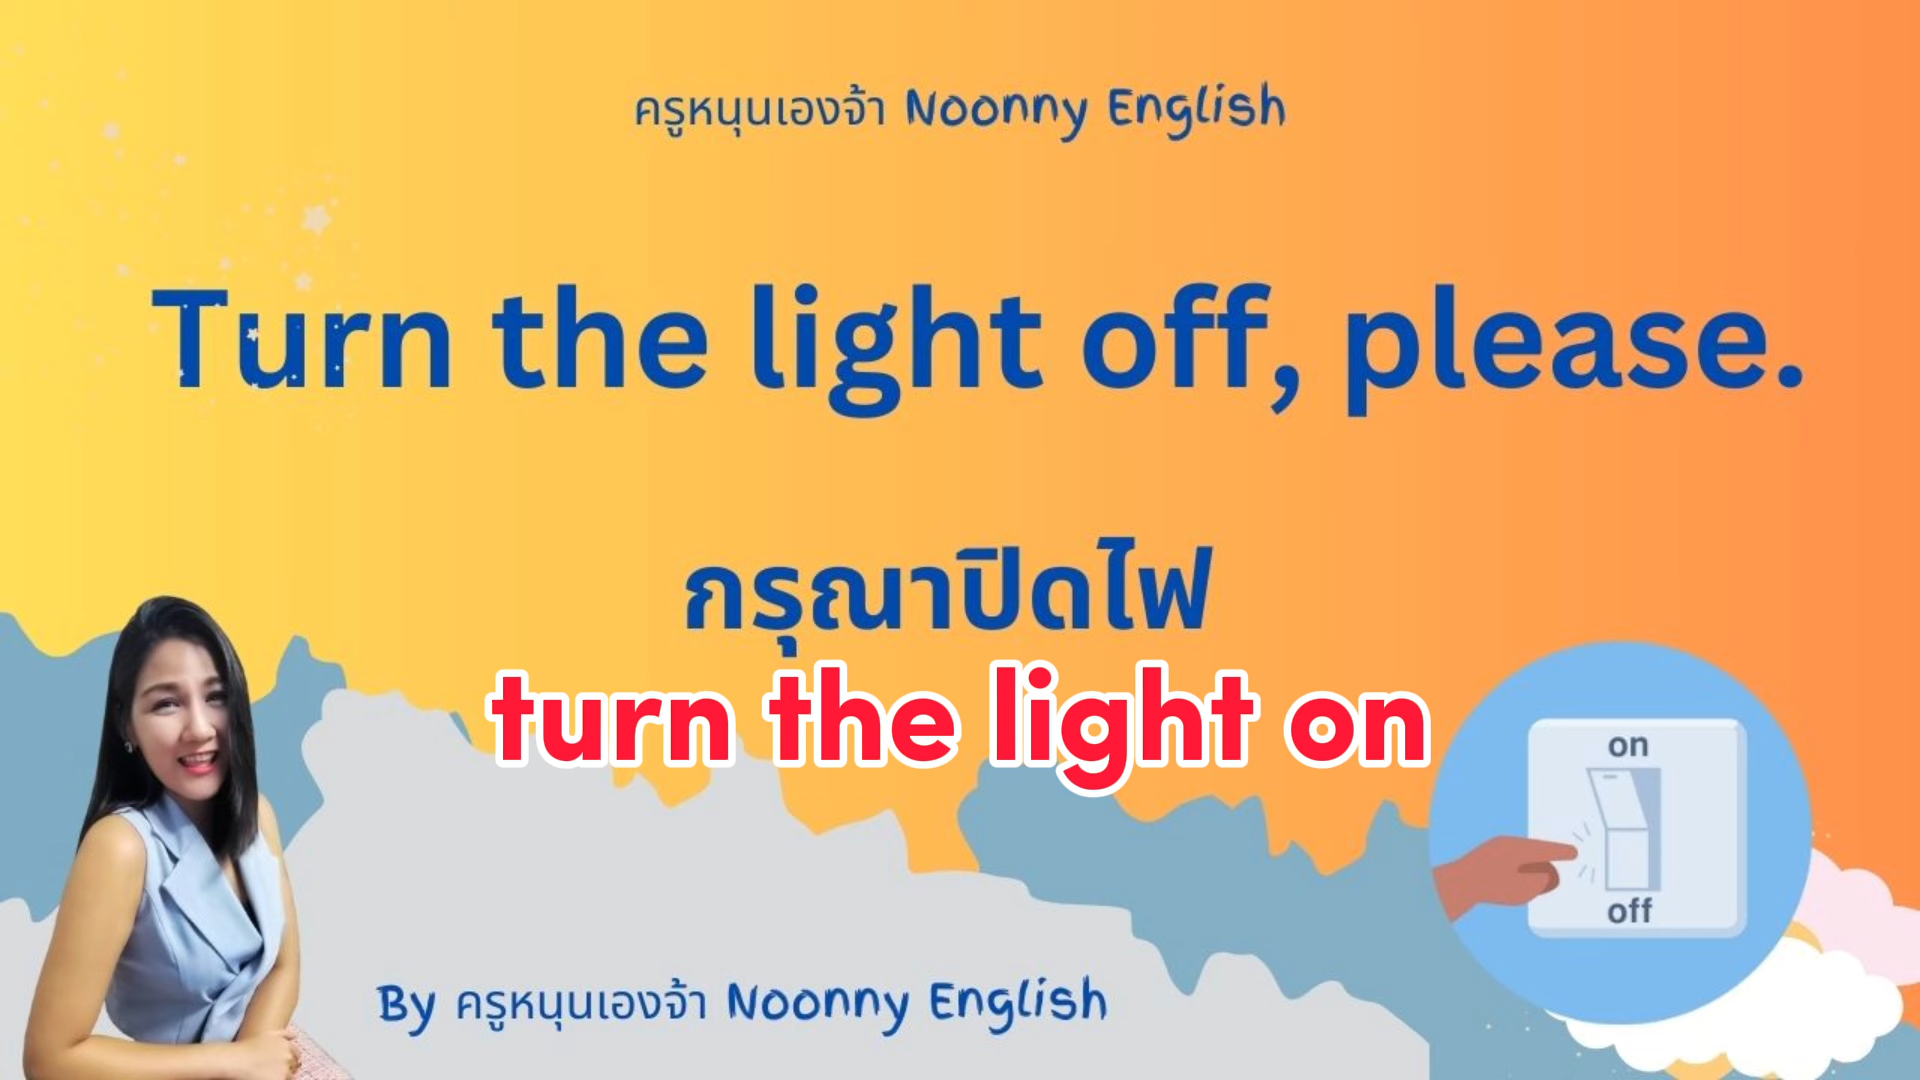 ครูหนุนเองจ้า Noonny English
Turn the light off, please.
กรุณาปิดไฟ
turn the light on
on
off
By ครูหนุนเองจ้า Noonny English